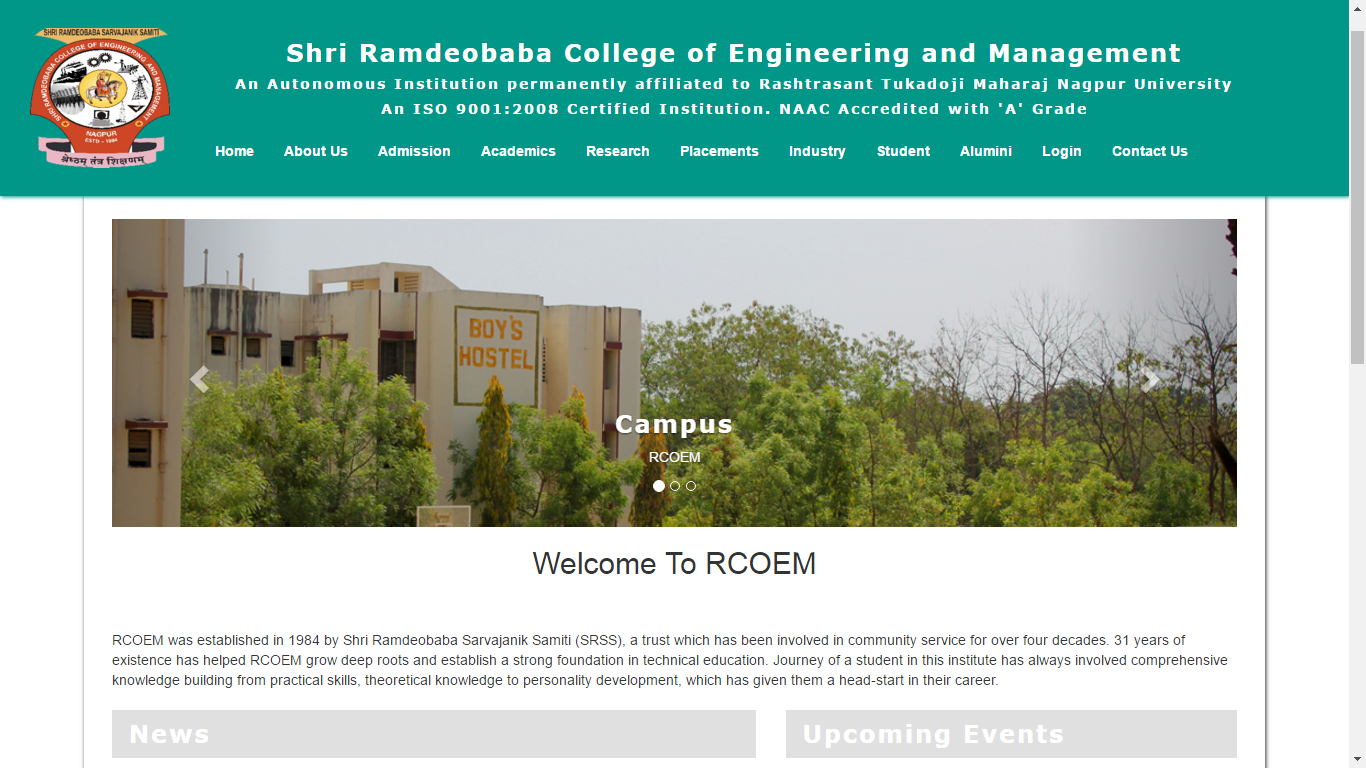 SHRI RAMDEOBABA SARVAJANIK SAMITI
SHRI RAMDEOBABA COLLEGE OF ENGINEERING AND MANAGEMENT
NAGPUR
ESTD - 1984
श्रेष्ठम् तंत्र शिक्षणम्
Shri Ramdeobaba College of Engineering and Management
An Autonomous Institution permanently affiliated to Rashtrasant Tukadoji Maharaj Nagpur University
An ISO 9001:2008 Certified Institution. NAAC Accredited with 'A' Grade
Home About Us Admission Academics Research Placements Industry Student Alumini Login Contact Us
BOY'S
HOSTEL
Campus
RCOEM
Welcome To RCOEM
RCOEM was established in 1984 by Shri Ramdeobaba Sarvajanik Samiti (SRSS), a trust which has been involved in community service for over four decades. 31 years of
existence has helped RCOEM grow deep roots and establish a strong foundation in technical education. Journey of a student in this institute has always involved comprehensive
knowledge building from practical skills, theoretical knowledge to personality development, which has given them a head-start in their career.
News Upcoming Events